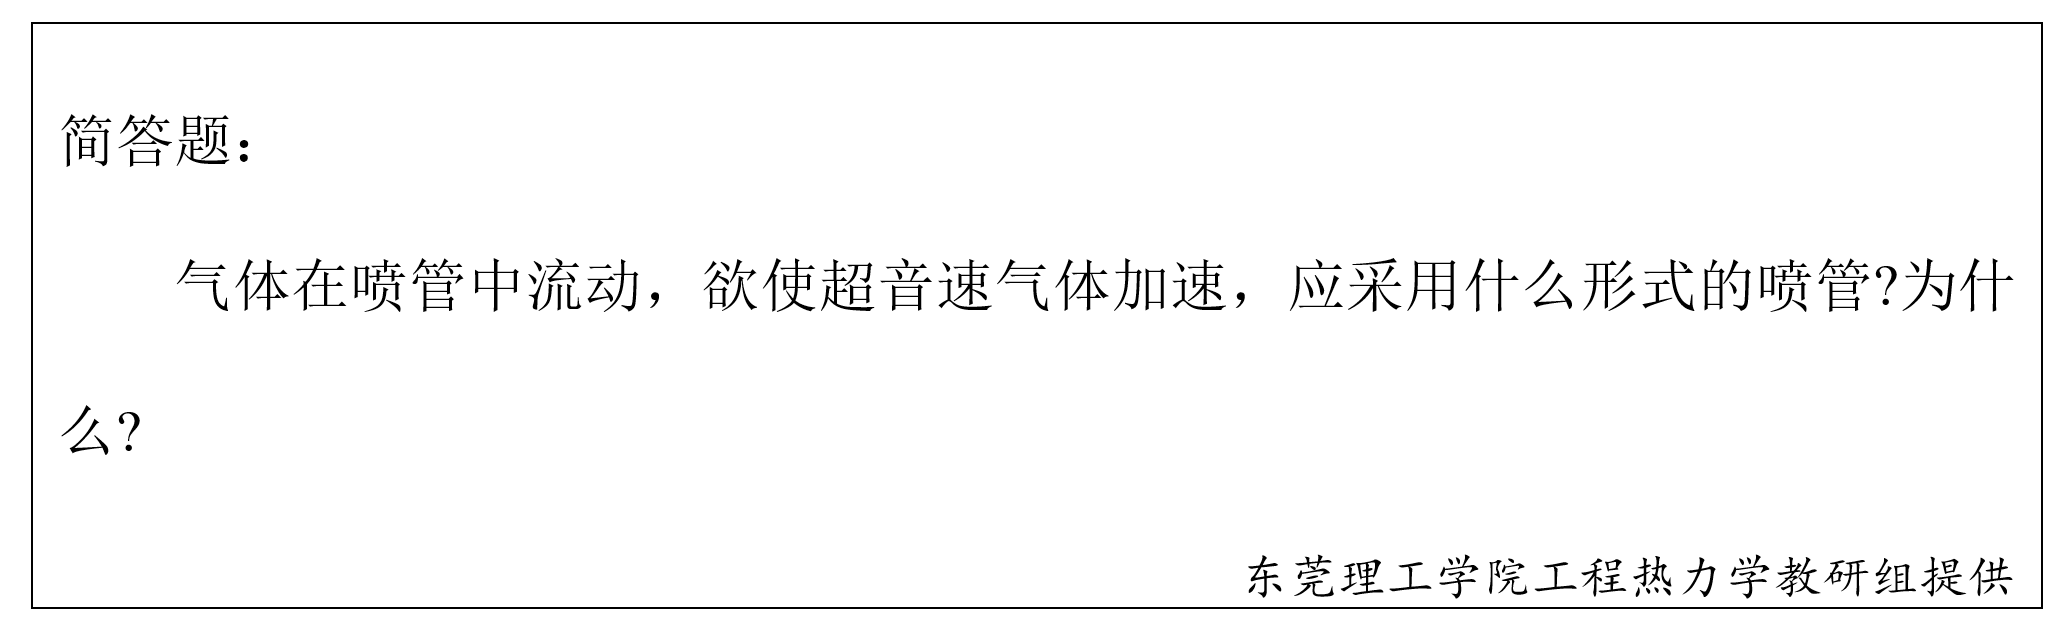 简答题：
气体在喷管中流动，欲使超音速气体加速，应采用什么形式的喷管?为什
么?
东莞理工学院工程热力学教研组提供